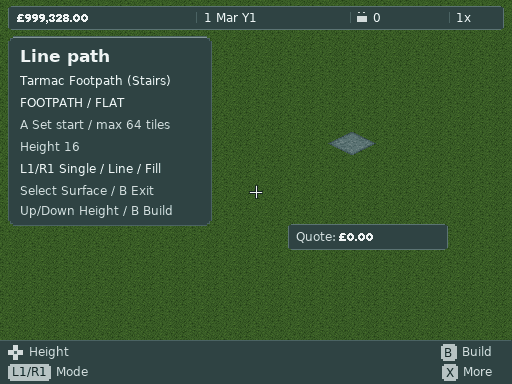 £999,328.00 1 Mar Y1 0 1x
Line path
Tarmac Footpath (Stairs)
FOOTPATH / FLAT
A Set start / max 64 tiles
Height 16
L1/R1 Single / Line / Fill
Select Surface / B Exit
Up/Down Height / B Build
Quote: £0.00
Height B Build
L1/R1 Mode X More